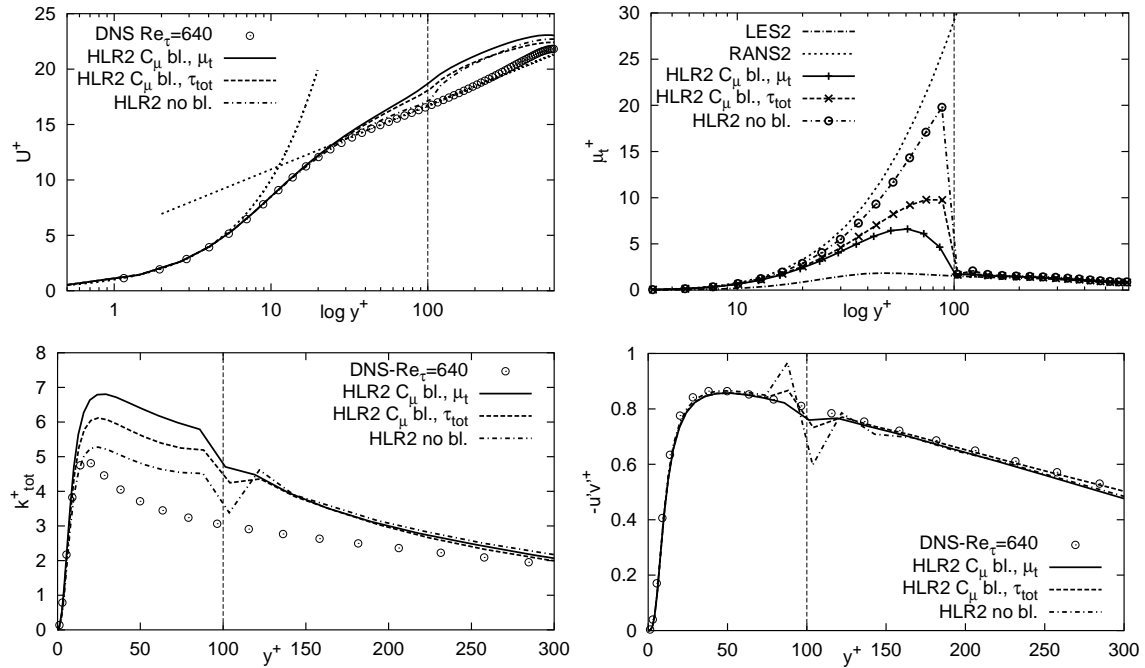 U⁺
25
20
15
10
5
0
1
10
100
log y⁺
DNS Re_τ=640
HLR2 C_μ bl., μ_t
HLR2 C_μ bl., τ_tot
HLR2 no bl.
μ_t⁺
30
25
20
15
10
5
0
10
100
log y⁺
LES2
RANS2
HLR2 C_μ bl., μ_t
HLR2 C_μ bl., τ_tot
HLR2 no bl.
k⁺_tot
8
7
6
5
4
3
2
1
0
0 50 100 150 200 250 300
y⁺
DNS-Re_τ=640
HLR2 C_μ bl., μ_t
HLR2 C_μ bl., τ_tot
HLR2 no bl.
-u'v'⁺
1
0.8
0.6
0.4
0.2
0
0 50 100 150 200 250 300
y⁺
DNS-Re_τ=640
HLR2 C_μ bl., μ_t
HLR2 C_μ bl., τ_tot
HLR2 no bl.